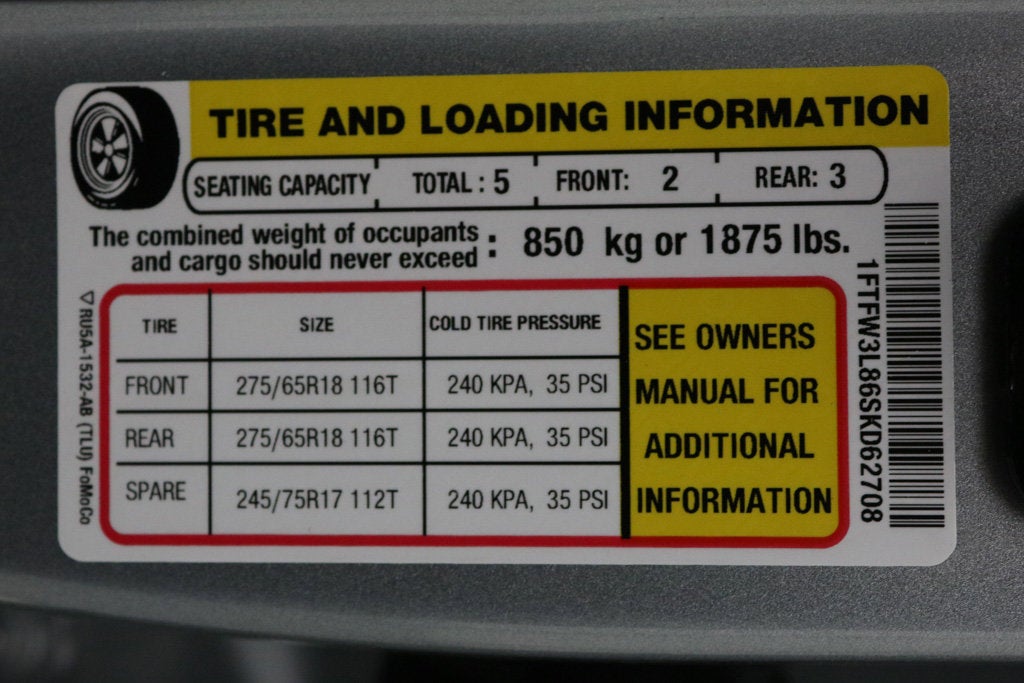 TIRE AND LOADING INFORMATION
SEATING CAPACITY TOTAL : 5 FRONT: 2 REAR: 3
The combined weight of occupants
and cargo should never exceed : 850 kg or 1875 lbs.
TIRE SIZE COLD TIRE PRESSURE
FRONT 275/65R18 116T 240 KPA, 35 PSI
REAR 275/65R18 116T 240 KPA, 35 PSI
SPARE 245/75R17 112T 240 KPA, 35 PSI
SEE OWNERS
MANUAL FOR
ADDITIONAL
INFORMATION
1FTFW3L86SKD62708
RU5A-1532-AB (TLU) FoMoCo